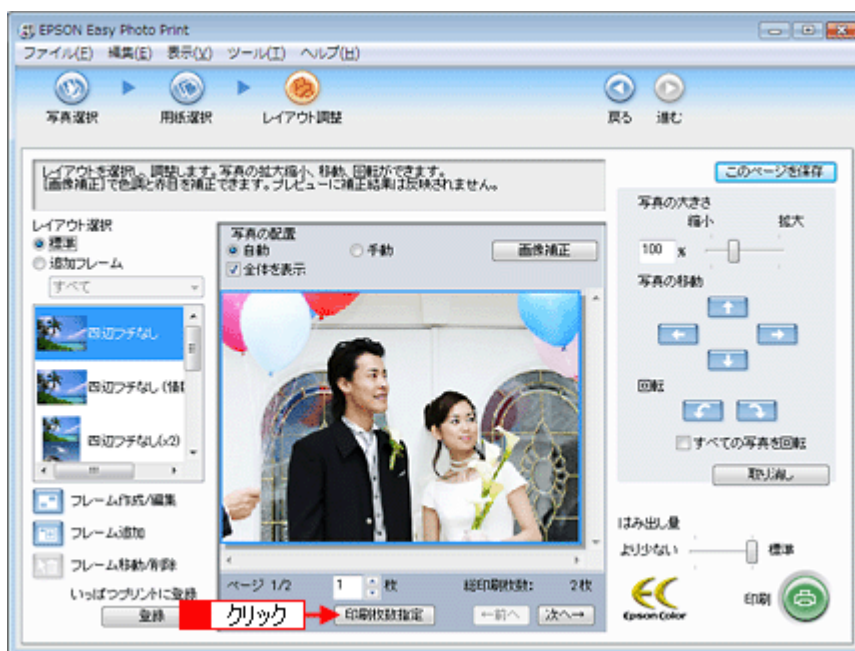 EPSON Easy Photo Print
ファイル(F) 編集(E) 表示(V) ツール(T) ヘルプ(H)
写真選択 用紙選択 レイアウト調整 戻る 進む
レイアウトを選択し、調整します。写真の拡大縮小、移動、回転ができます。
[画像補正]で色調と赤目を補正できます。プレビューに補正結果は反映されません。
このページを保存
レイアウト選択
標準
追加フレーム
すべて
四辺フチなし
四辺フチなし (情
四辺フチなし(x2)
フレーム作成/編集
フレーム追加
フレーム移動/削除
いっぱつプリントに登録
登録
写真の配置
自動 手動 画像補正
全体を表示
ページ 1/2 1 枚 総印刷枚数: 2枚
クリック
印刷枚数指定 ←前へ 次へ→
写真の大きさ
縮小 拡大
100 %
写真の移動
回転
すべての写真を回転
取り消し
はみ出し量
より少ない 標準
Epson Color
印刷